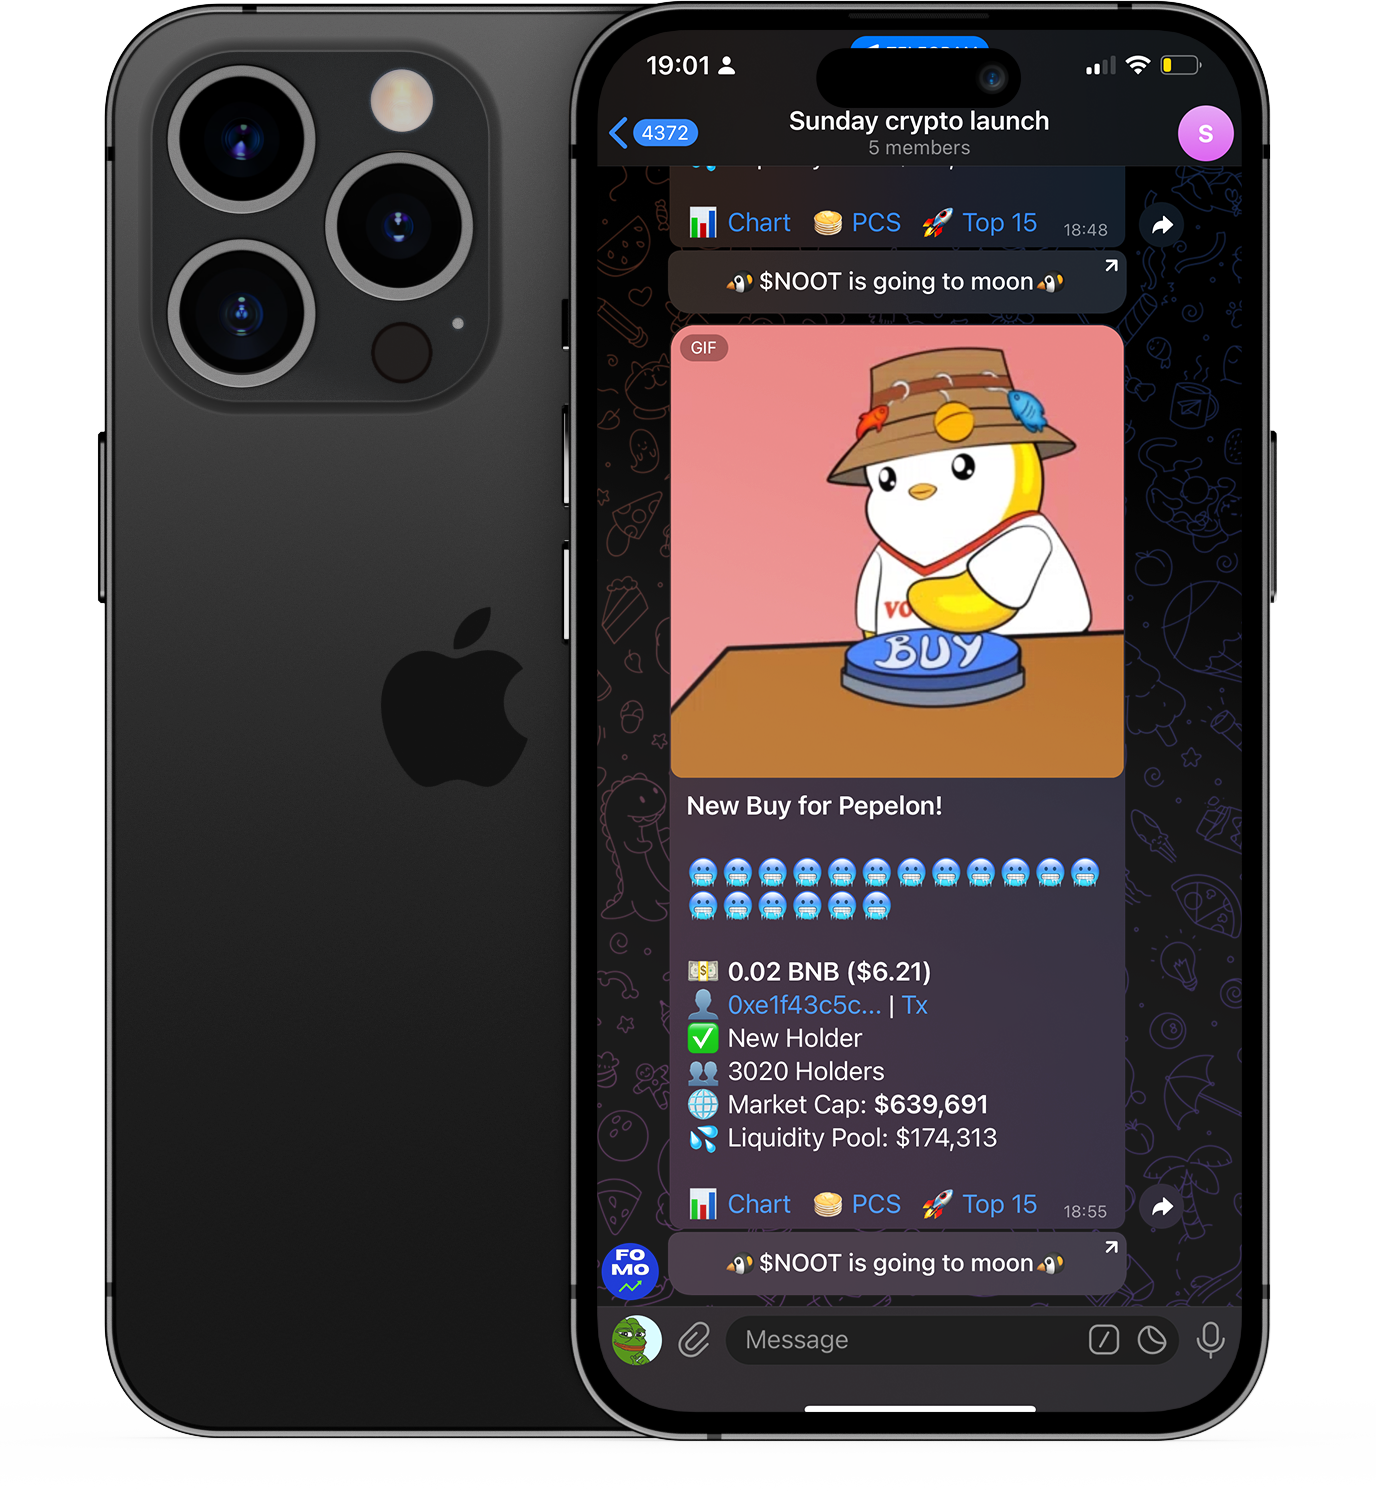 19:01
4372
Sunday crypto launch
5 members
S
Chart PCS Top 15 18:48
$NOOT is going to moon
GIF
VO
BUY
New Buy for Pepelon!
0.02 BNB ($6.21)
0xe1f43c5c... | Tx
New Holder
3020 Holders
Market Cap: $639,691
Liquidity Pool: $174,313
Chart PCS Top 15 18:55
FO
MO
$NOOT is going to moon
Message